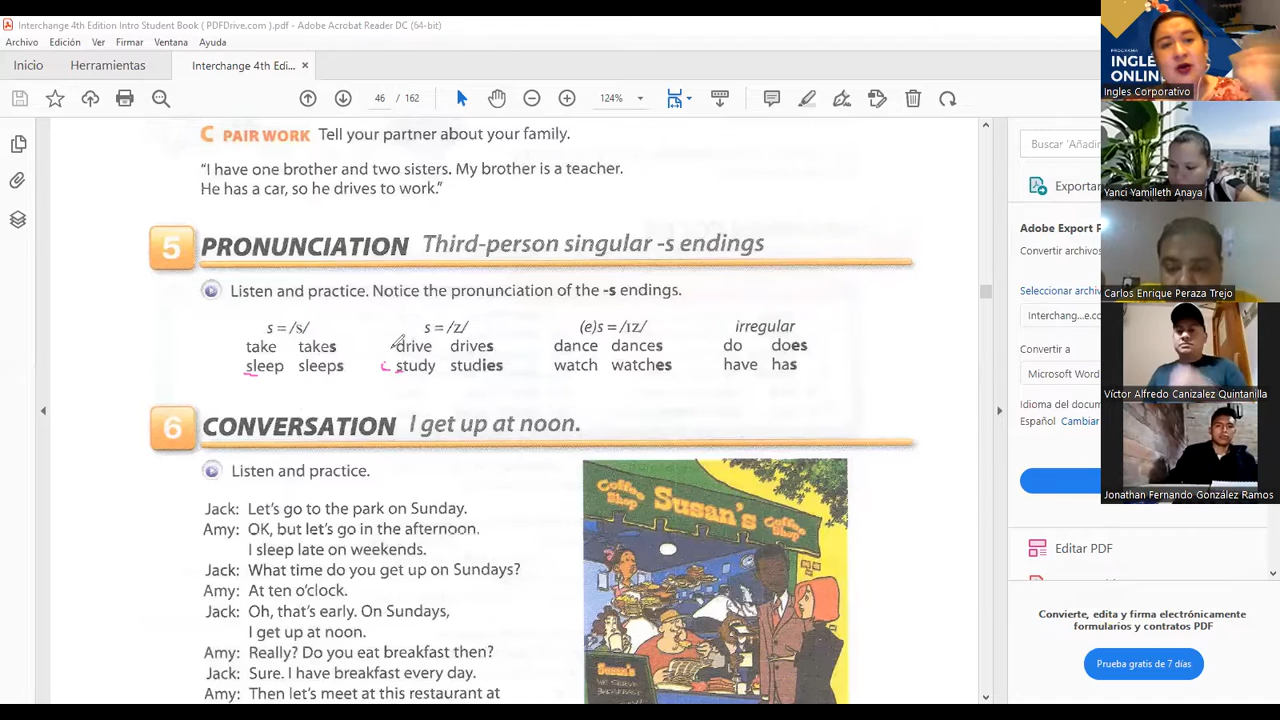 Interchange 4th Edition Intro Student Book ( PDFDrive.com ).pdf - Adobe Acrobat Reader DC (64-bit)
Archivo Edición Ver Firmar Ventana Ayuda
Inicio Herramientas Interchange 4th Edi... ×
46 / 162 124%
C PAIR WORK Tell your partner about your family.
“I have one brother and two sisters. My brother is a teacher.
He has a car, so he drives to work.”
5 PRONUNCIATION Third-person singular -s endings
Listen and practice. Notice the pronunciation of the -s endings.
s = /s/ s = /z/ (e)s = /ɪz/ irregular
take takes drive drives dance dances do does
sleep sleeps study studies watch watches have has
6 CONVERSATION I get up at noon.
Listen and practice.
Jack: Let's go to the park on Sunday.
Amy: OK, but let's go in the afternoon.
I sleep late on weekends.
Jack: What time do you get up on Sundays?
Amy: At ten o'clock.
Jack: Oh, that's early. On Sundays,
I get up at noon.
Amy: Really? Do you eat breakfast then?
Jack: Sure. I have breakfast every day.
Amy: Then let's meet at this restaurant at
Coffee Shop Susan's Coffee Shop
Susan's
Buscar 'Añadir
Exportar
Adobe Export P
Convertir archivos
Seleccionar archiv
Interchang...e.co
Convertir a
Microsoft Word
Idioma del docum
Español Cambiar
Editar PDF
Convierte, edita y firma electrónicamente
formularios y contratos PDF
Prueba gratis de 7 días
PROGRAMA
INGLÉ
ONLIN
Ingles Corporativo
Yanci Yamilleth Anaya
Carlos Enrique Peraza Trejo
Víctor Alfredo Canizalez Quintanilla
Jonathan Fernando González Ramos